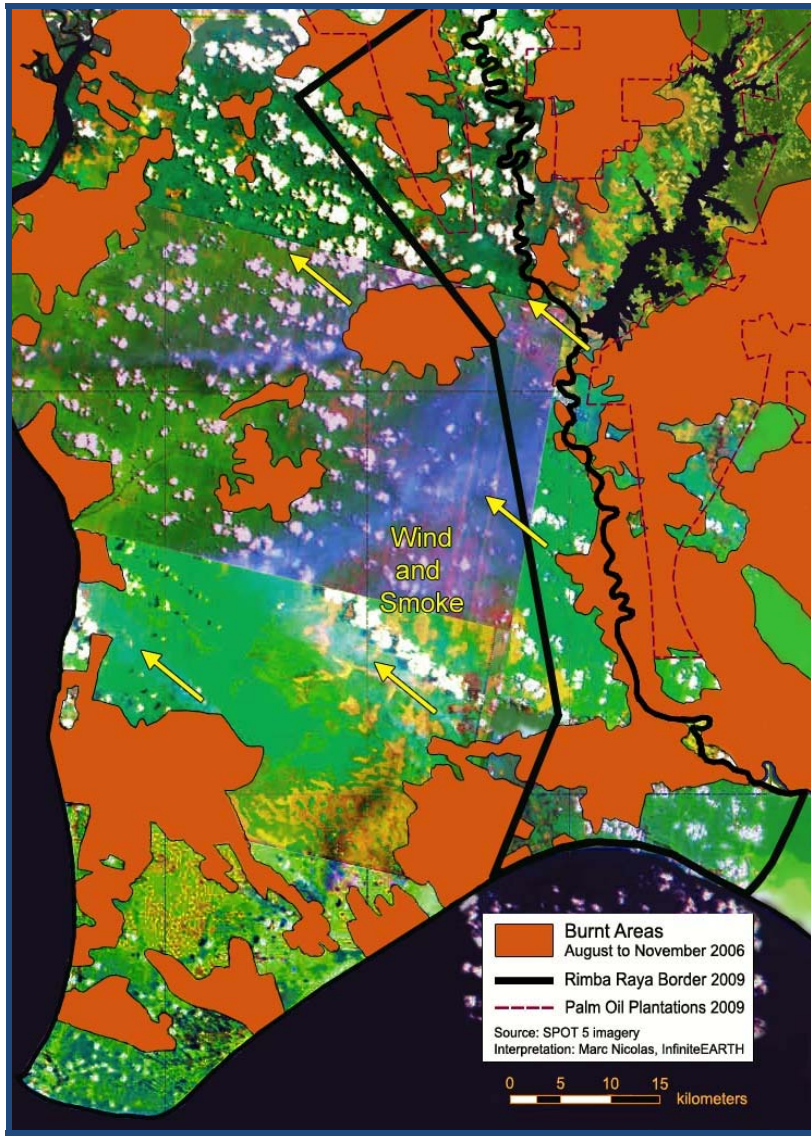 Wind
and
Smoke
Burnt Areas
August to November 2006
Rimba Raya Border 2009
Palm Oil Plantations 2009
Source: SPOT 5 imagery
Interpretation: Marc Nicolas, InfiniteEARTH
0 5 10 15
kilometers